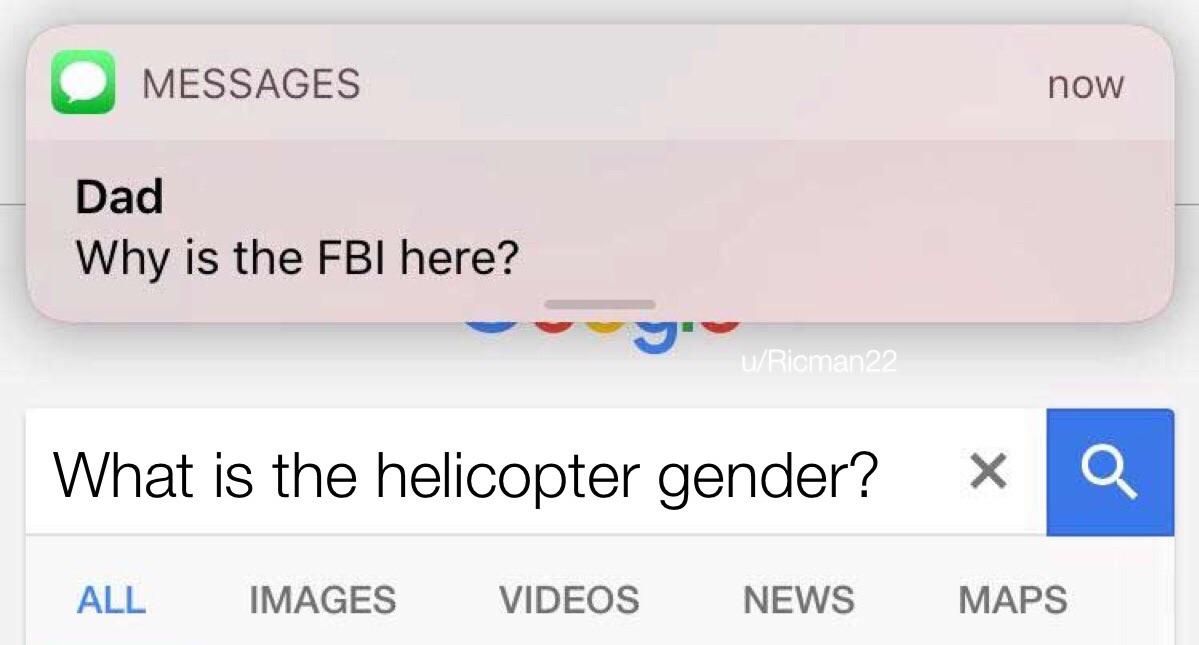 MESSAGES now
Dad
Why is the FBI here?
Google
u/Ricman22
What is the helicopter gender?
ALL IMAGES VIDEOS NEWS MAPS